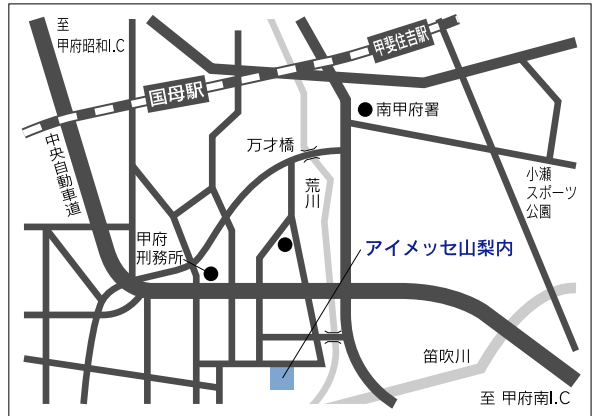 至
甲府昭和I.C
国母駅
甲斐住吉駅
南甲府署
万才橋
中央自動車道
荒川
小瀬
スポーツ
公園
甲府
刑務所
アイメッセ山梨内
笛吹川
至 甲府南I.C